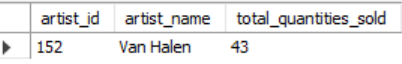 artist_id artist_name total_quantities_sold
152 Van Halen 43